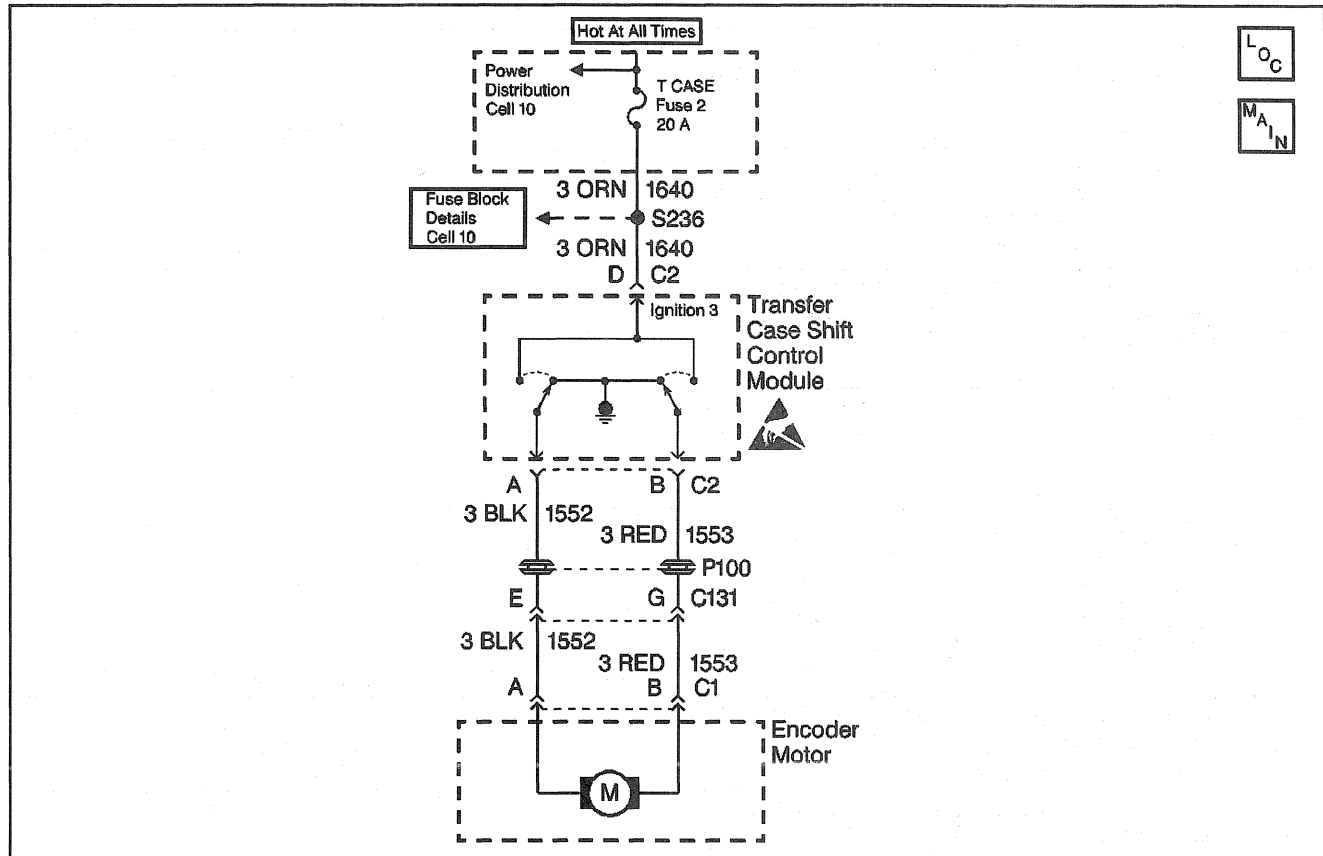 Hot At All Times
LOC
Power
Distribution
Cell 10
T CASE
Fuse 2
20 A
MAIN
3 ORN 1640
Fuse Block
Details
Cell 10
S236
3 ORN 1640
D C2
Ignition 3
Transfer
Case Shift
Control
Module
A B C2
3 BLK 1552
3 RED 1553
P100
E G C131
3 BLK 1552
3 RED 1553
A B C1
Encoder
Motor
M